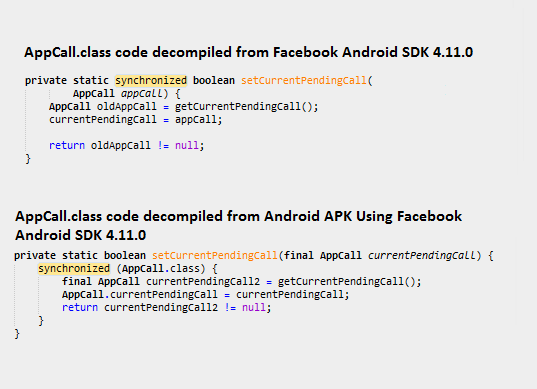 AppCall.class code decompiled from Facebook Android SDK 4.11.0
private static synchronized boolean setCurrentPendingCall(
AppCall appCall) {
AppCall oldAppCall = getCurrentPendingCall();
currentPendingCall = appCall;
return oldAppCall != null;
}
AppCall.class code decompiled from Android APK Using Facebook
Android SDK 4.11.0
private static boolean setCurrentPendingCall(final AppCall currentPendingCall) {
synchronized (AppCall.class) {
final AppCall currentPendingCall2 = getCurrentPendingCall();
AppCall.currentPendingCall = currentPendingCall;
return currentPendingCall2 != null;
}
}